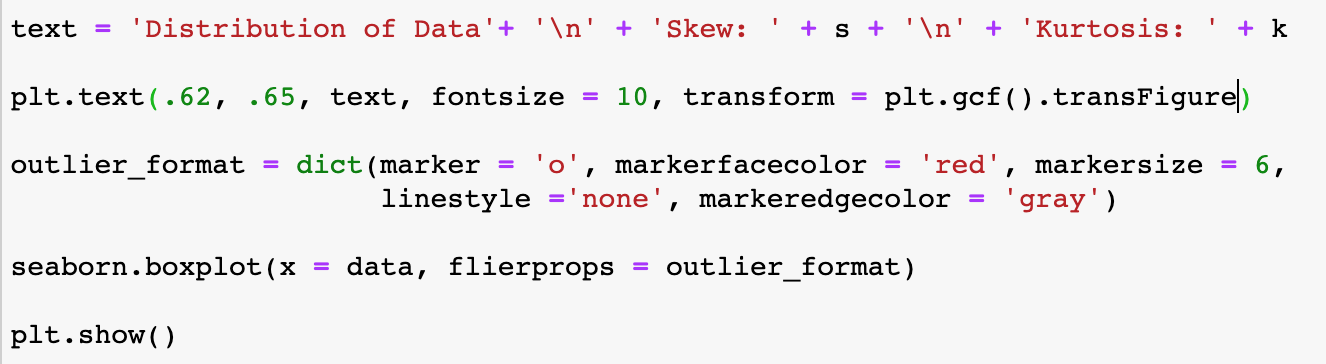 text = 'Distribution of Data'+ '\n' + 'Skew: ' + s + '\n' + 'Kurtosis: ' + k
plt.text(.62, .65, text, fontsize = 10, transform = plt.gcf().transFigure)
outlier_format = dict(marker = 'o', markerfacecolor = 'red', markersize = 6,
linestyle ='none', markeredgecolor = 'gray')
seaborn.boxplot(x = data, flierprops = outlier_format)
plt.show()